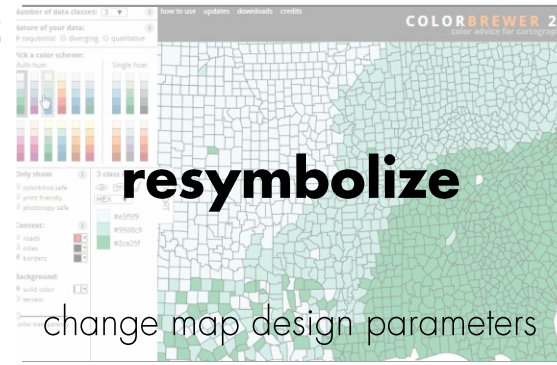 Number of data classes: 5
how to use updates downloads credits
COLORBREWER 2
color advice for cartograp
Nature of your data:
sequential diverging qualitative
Pick a color scheme:
Multi-hue: Single hue:
resymbolize
Only show:
colorblind safe
print friendly
photocopy safe
3-class
HEX
#e5f5f9
#99d8c9
#2ca25f
Context:
roads
cities
borders
Background:
solid color
terrain
color trans
change map design parameters